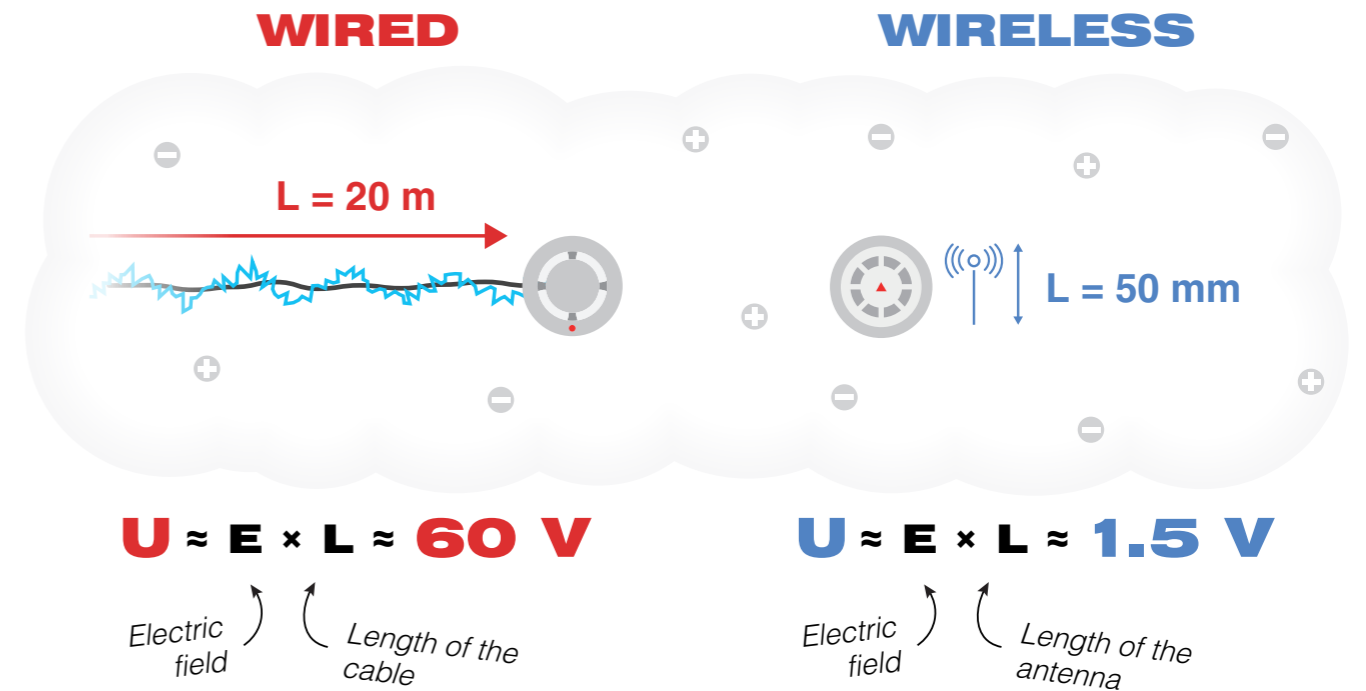 WIRED
WIRELESS
L = 20 m
L = 50 mm
U ≈ E × L ≈ 60 V
U ≈ E × L ≈ 1.5 V
Electric
field
Length of the
cable
Electric
field
Length of the
antenna